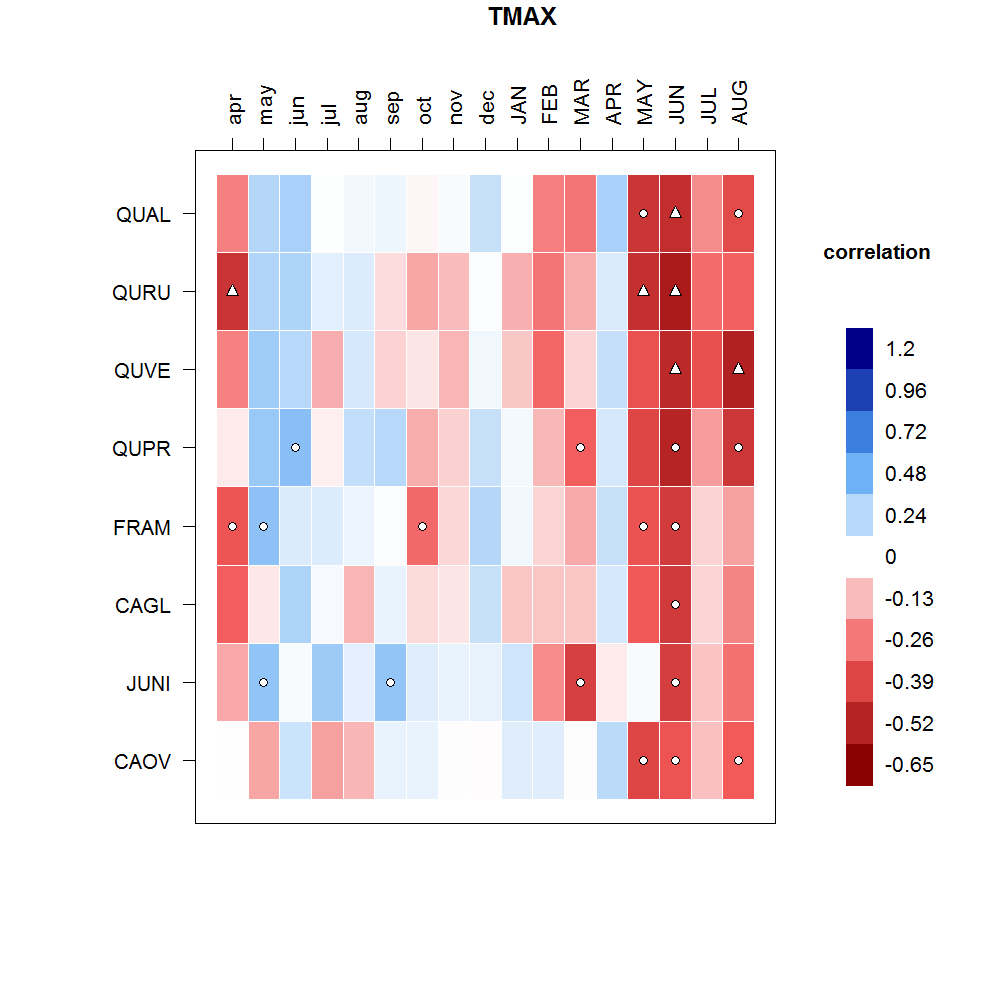 TMAX
apr may jun jul aug sep oct nov dec JAN FEB MAR APR MAY JUN JUL AUG
QUAL
QURU
QUVE
QUPR
FRAM
CAGL
JUNI
CAOV
correlation
1.2
0.96
0.72
0.48
0.24
0
-0.13
-0.26
-0.39
-0.52
-0.65